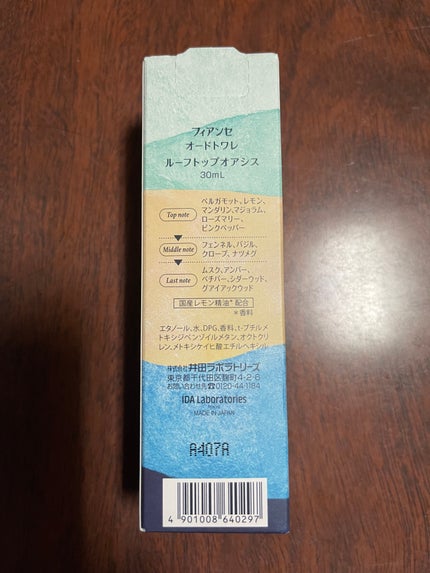 フィアンセ
オードトワレ
ルーフトップオアシス
30mL
Top note
ベルガモット、レモン、
マンダリン、マジョラム、
ローズマリー、
ピンクペッパー
Middle note
フェンネル、バジル、
クローブ、ナツメグ
Last note
ムスク、アンバー、
ベチバー、シダーウッド、
グアイアックウッド
国産レモン精油* 配合
*香料
エタノール、水、DPG、香料、t-ブチルメ
トキシジベンゾイルメタン、オクトクリ
レン、メトキシケイヒ酸エチルヘキシル
株式会社 井田ラボラトリーズ
東京都千代田区麹町4-2-6
お問い合わせ先☎0120-44-1184
IDA Laboratories
TOKYO
MADE IN JAPAN
A407A
4 901008 640297